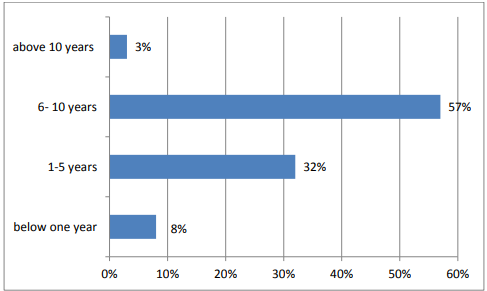 above 10 years 3%
6- 10 years 57%
1-5 years 32%
below one year 8%
0% 10% 20% 30% 40% 50% 60%